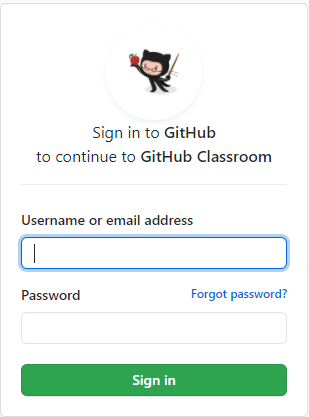 Sign in to GitHub
to continue to GitHub Classroom
Username or email address
Password
Forgot password?
Sign in